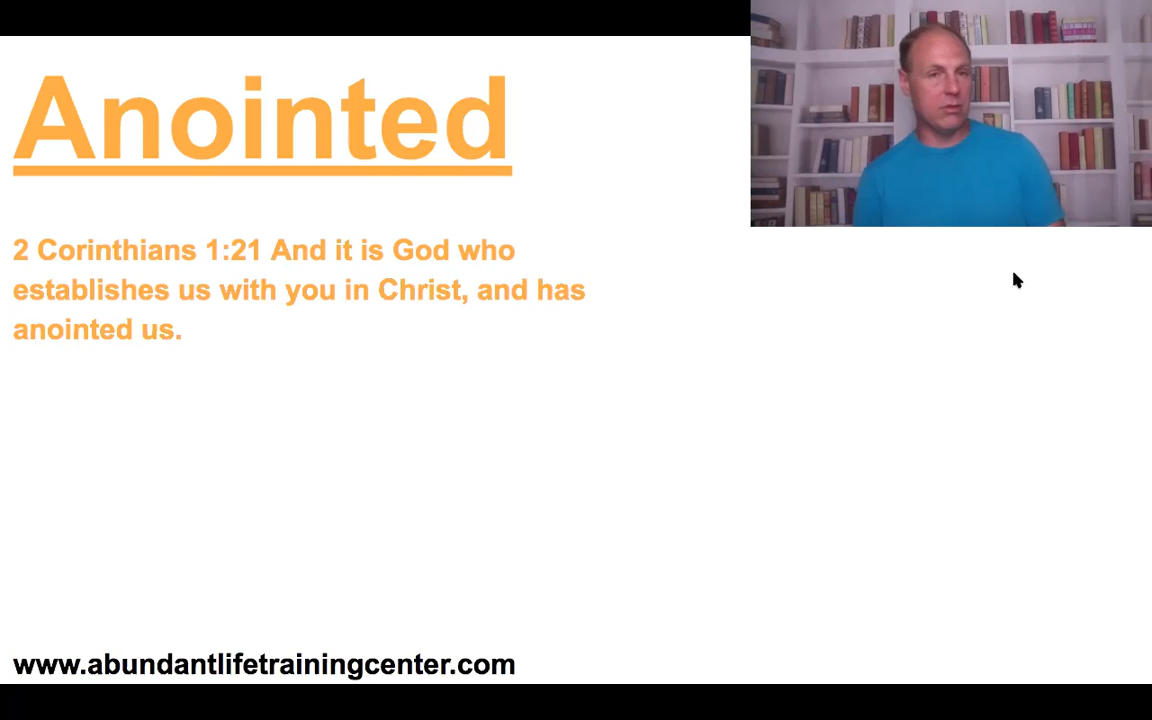 Anointed
2 Corinthians 1:21 And it is God who
establishes us with you in Christ, and has
anointed us.
www.abundantlifetrainingcenter.com